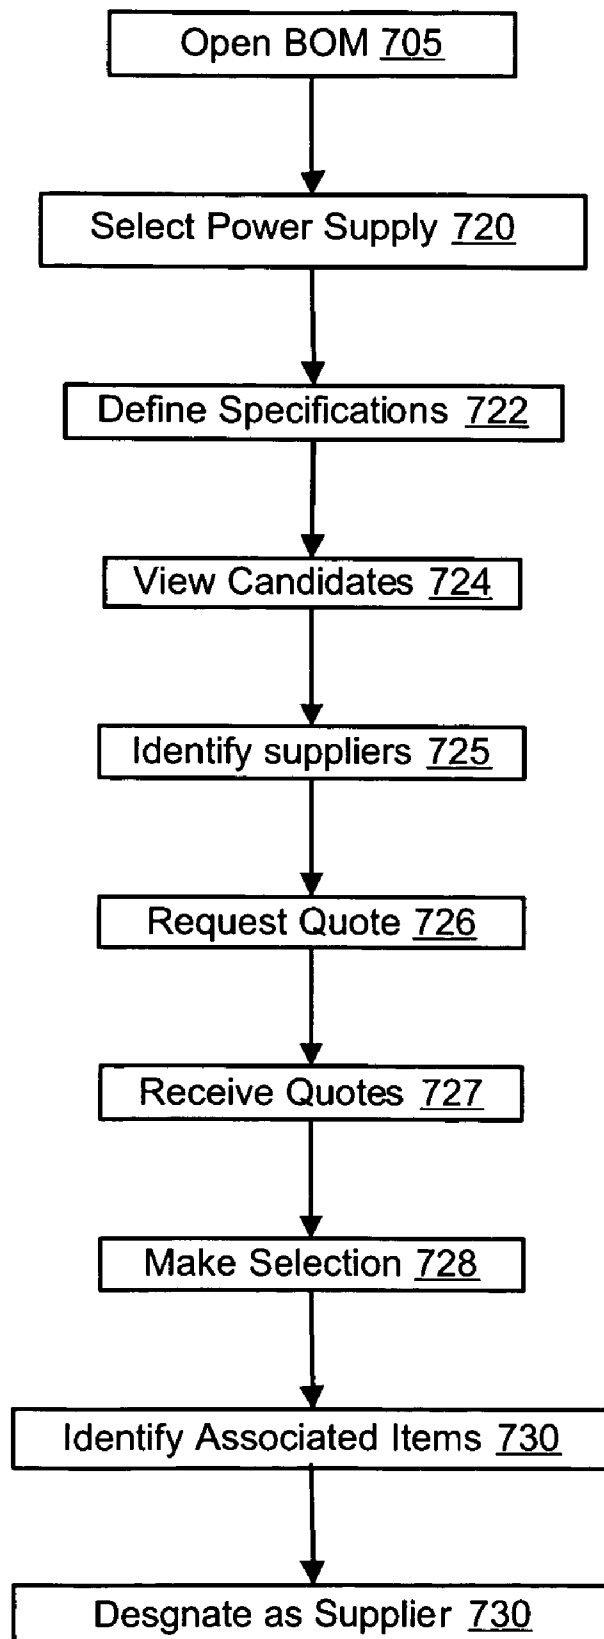 Open BOM 705
Select Power Supply 720
Define Specifications 722
View Candidates 724
Identify suppliers 725
Request Quote 726
Receive Quotes 727
Make Selection 728
Identify Associated Items 730
Desgnate as Supplier 730